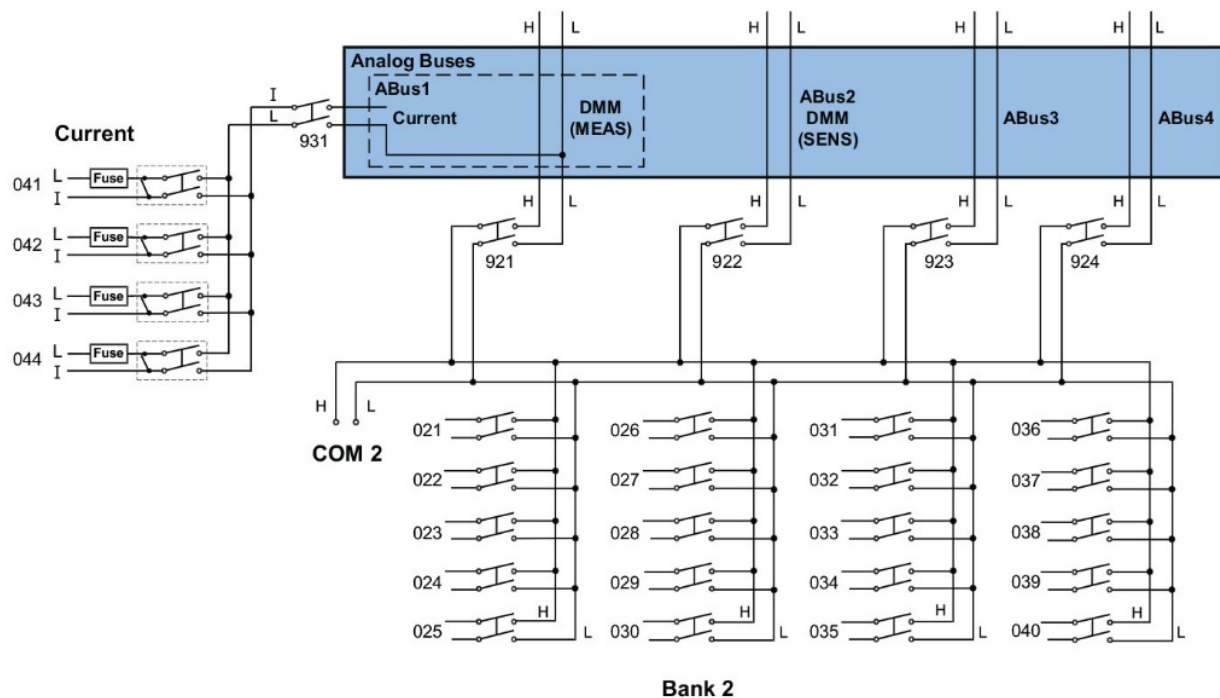 H L H L H L H L
Analog Buses
ABus1
Current
DMM
(MEAS)
ABus2
DMM
(SENS)
ABus3
ABus4
I
L
931
Current
041 L Fuse
I
042 L Fuse
I
043 L Fuse
I
044 L Fuse
I
H L H L H L H L
921 922 923 924
H L
COM 2
021 026 031 036
022 027 032 037
023 028 033 038
024 029 034 039
H H H H
025 L 030 L 035 L 040 L
Bank 2